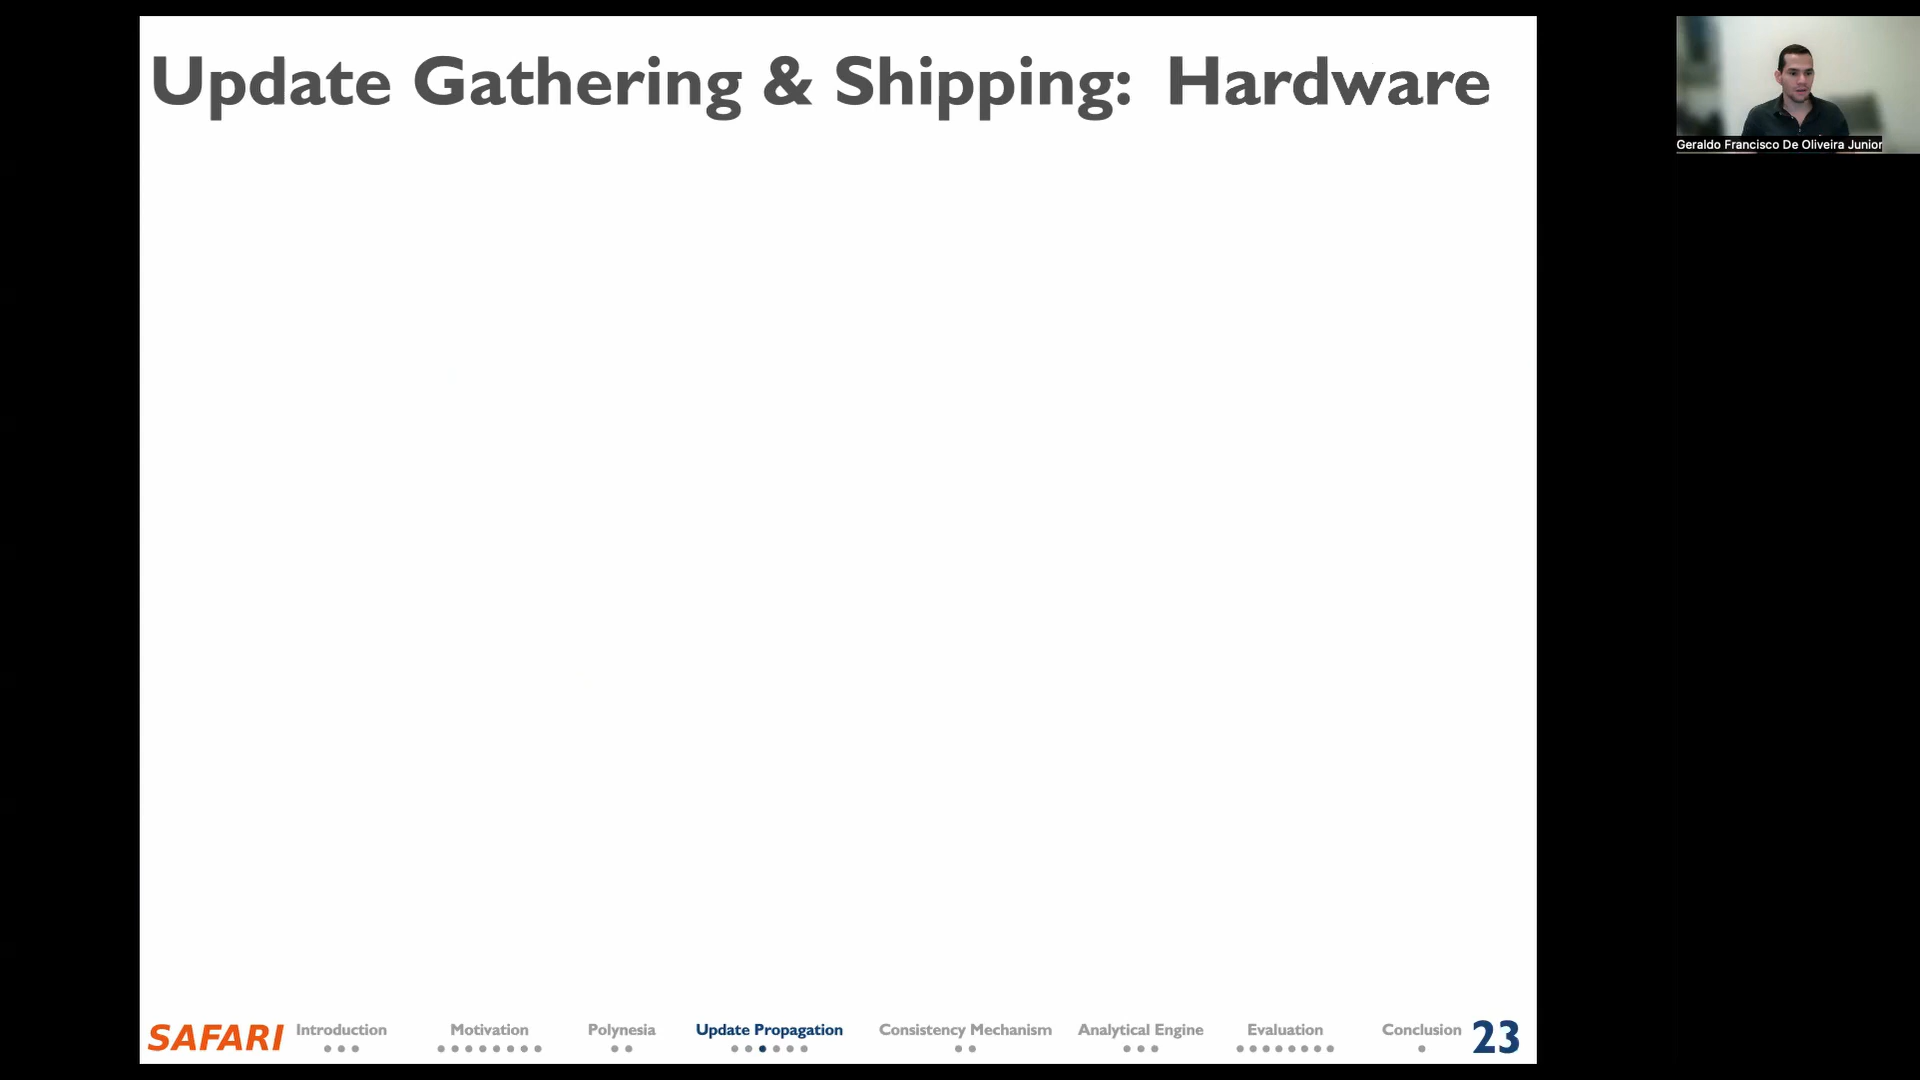 Update Gathering & Shipping: Hardware
Geraldo Francisco De Oliveira Junior
SAFARI Introduction Motivation Polynesia Update Propagation Consistency Mechanism Analytical Engine Evaluation Conclusion 23